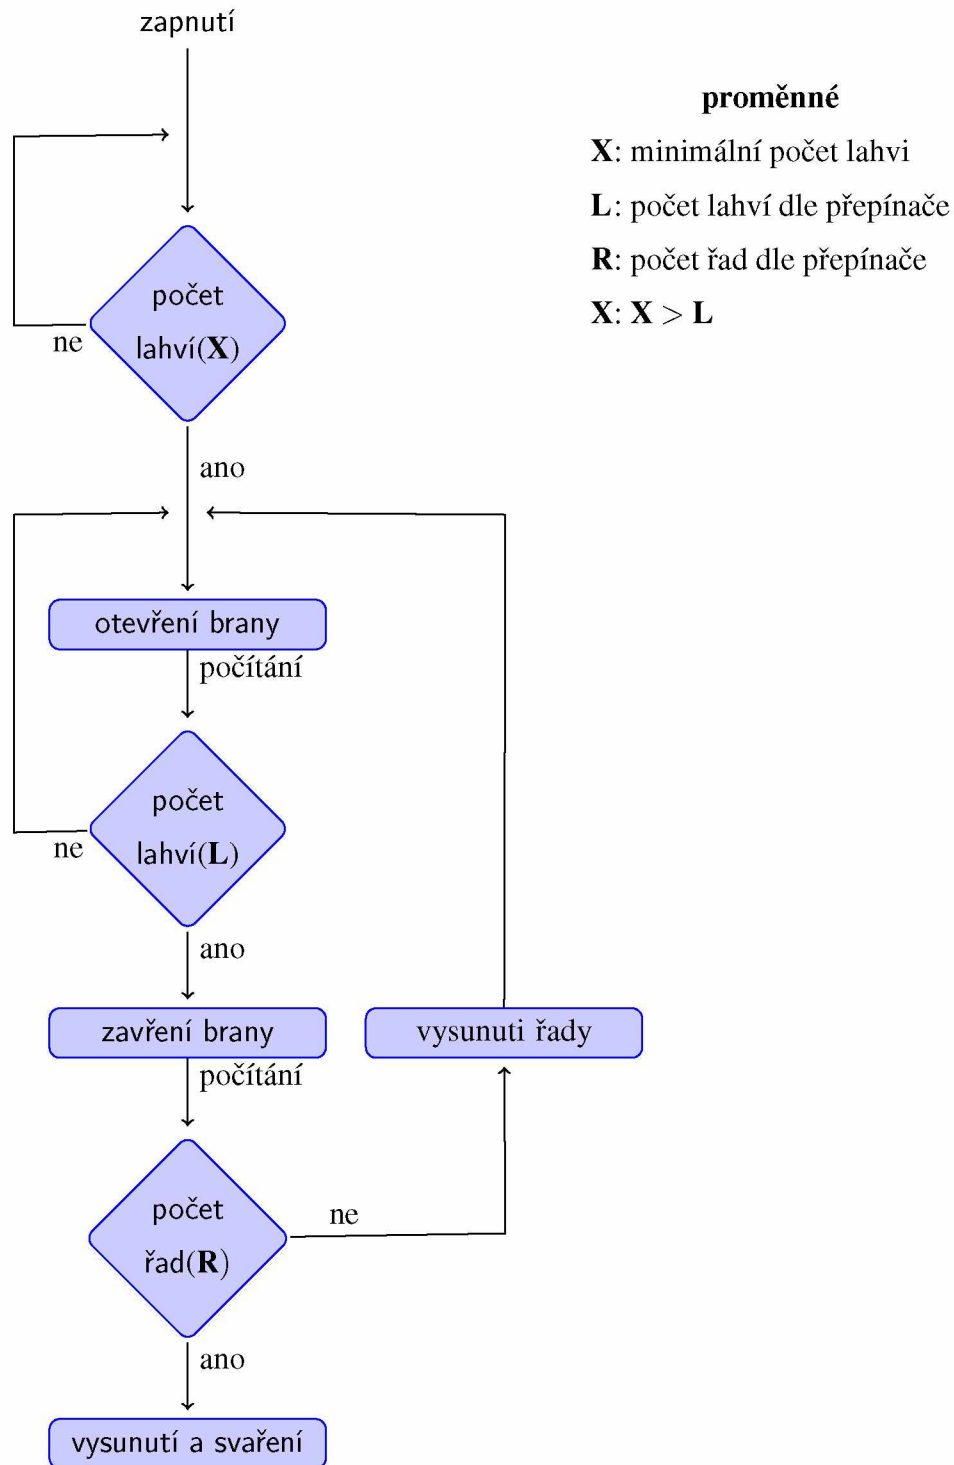 zapnutí
proměnné
X: minimální počet lahvi
L: počet lahví dle přepínače
R: počet řad dle přepínače
X: X > L
počet
lahví(X)
ne
ano
otevření brany
počítání
počet
lahví(L)
ne
ano
zavření brany
vysunuti řady
počítání
počet
řad(R)
ne
ano
vysunutí a svaření